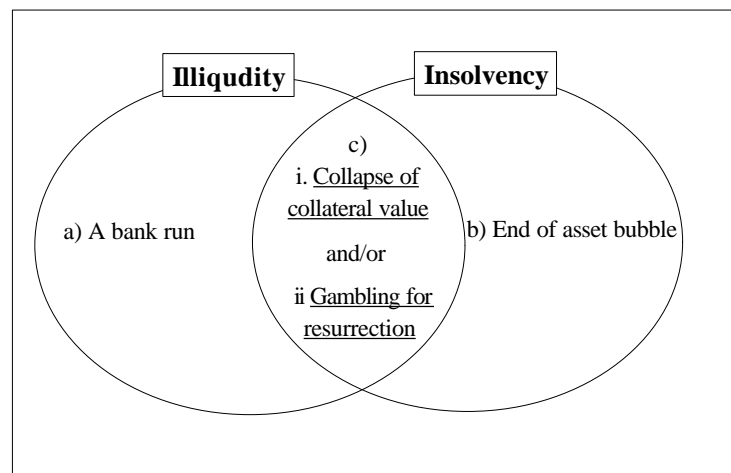 Illiqudity
Insolvency
c)
i. Collapse of
collateral value
a) A bank run
b) End of asset bubble
and/or
ii Gambling for
resurrection